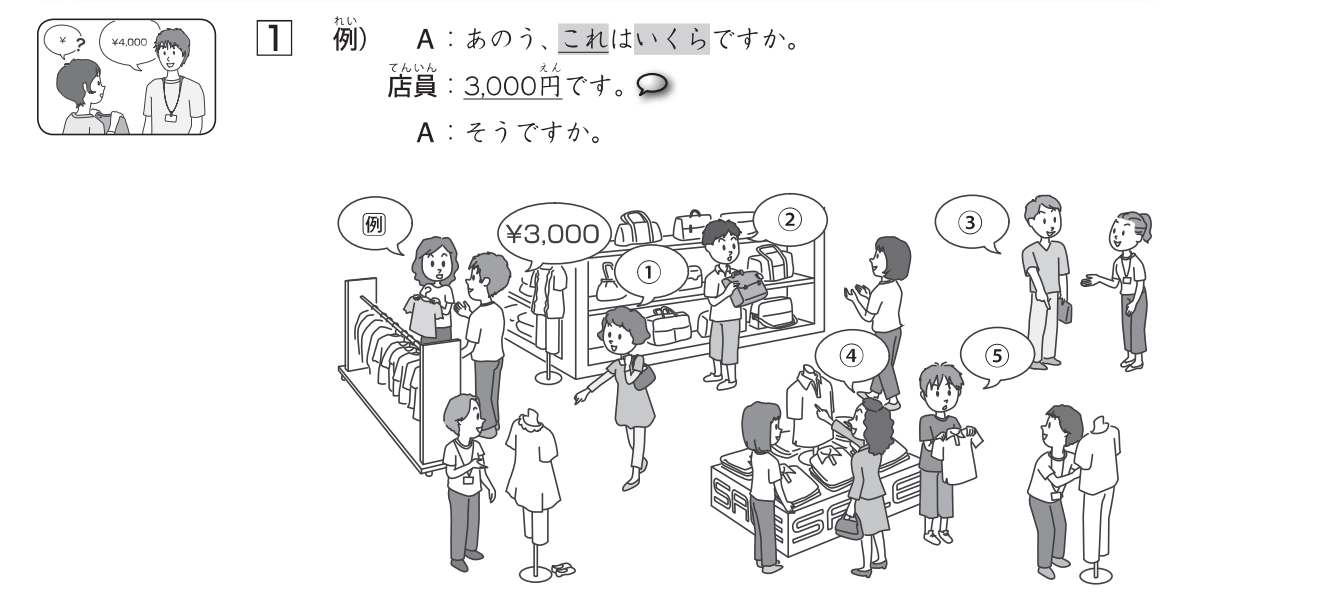 ¥ ?
¥4,000
1 例) A:あのう、これはいくらですか。
店員:3,000円です。
A:そうですか。
例
¥3,000
①
②
③
④
⑤
SALE
SALE